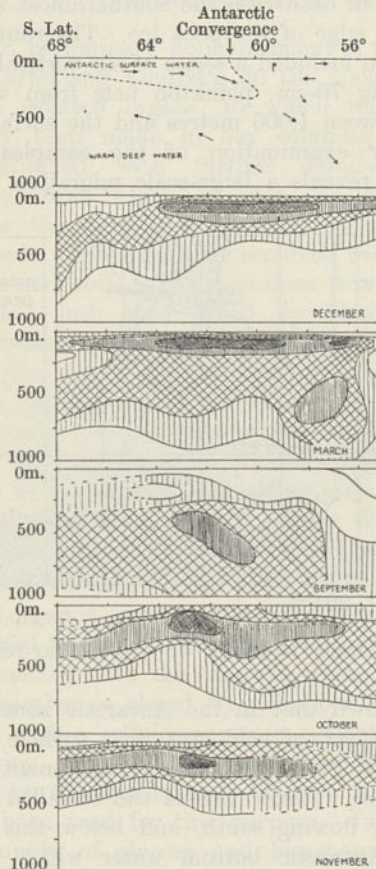 Antarctic
S. Lat. Convergence
68° 64° 60° 56°
0m.
ANTARCTIC SURFACE WATER
500
WARM DEEP WATER
1000
0m.
500
DECEMBER
1000
0m.
500
MARCH
1000
0m.
500
SEPTEMBER
1000
0m.
500
OCTOBER
1000
0m.
500
1000
NOVEMBER